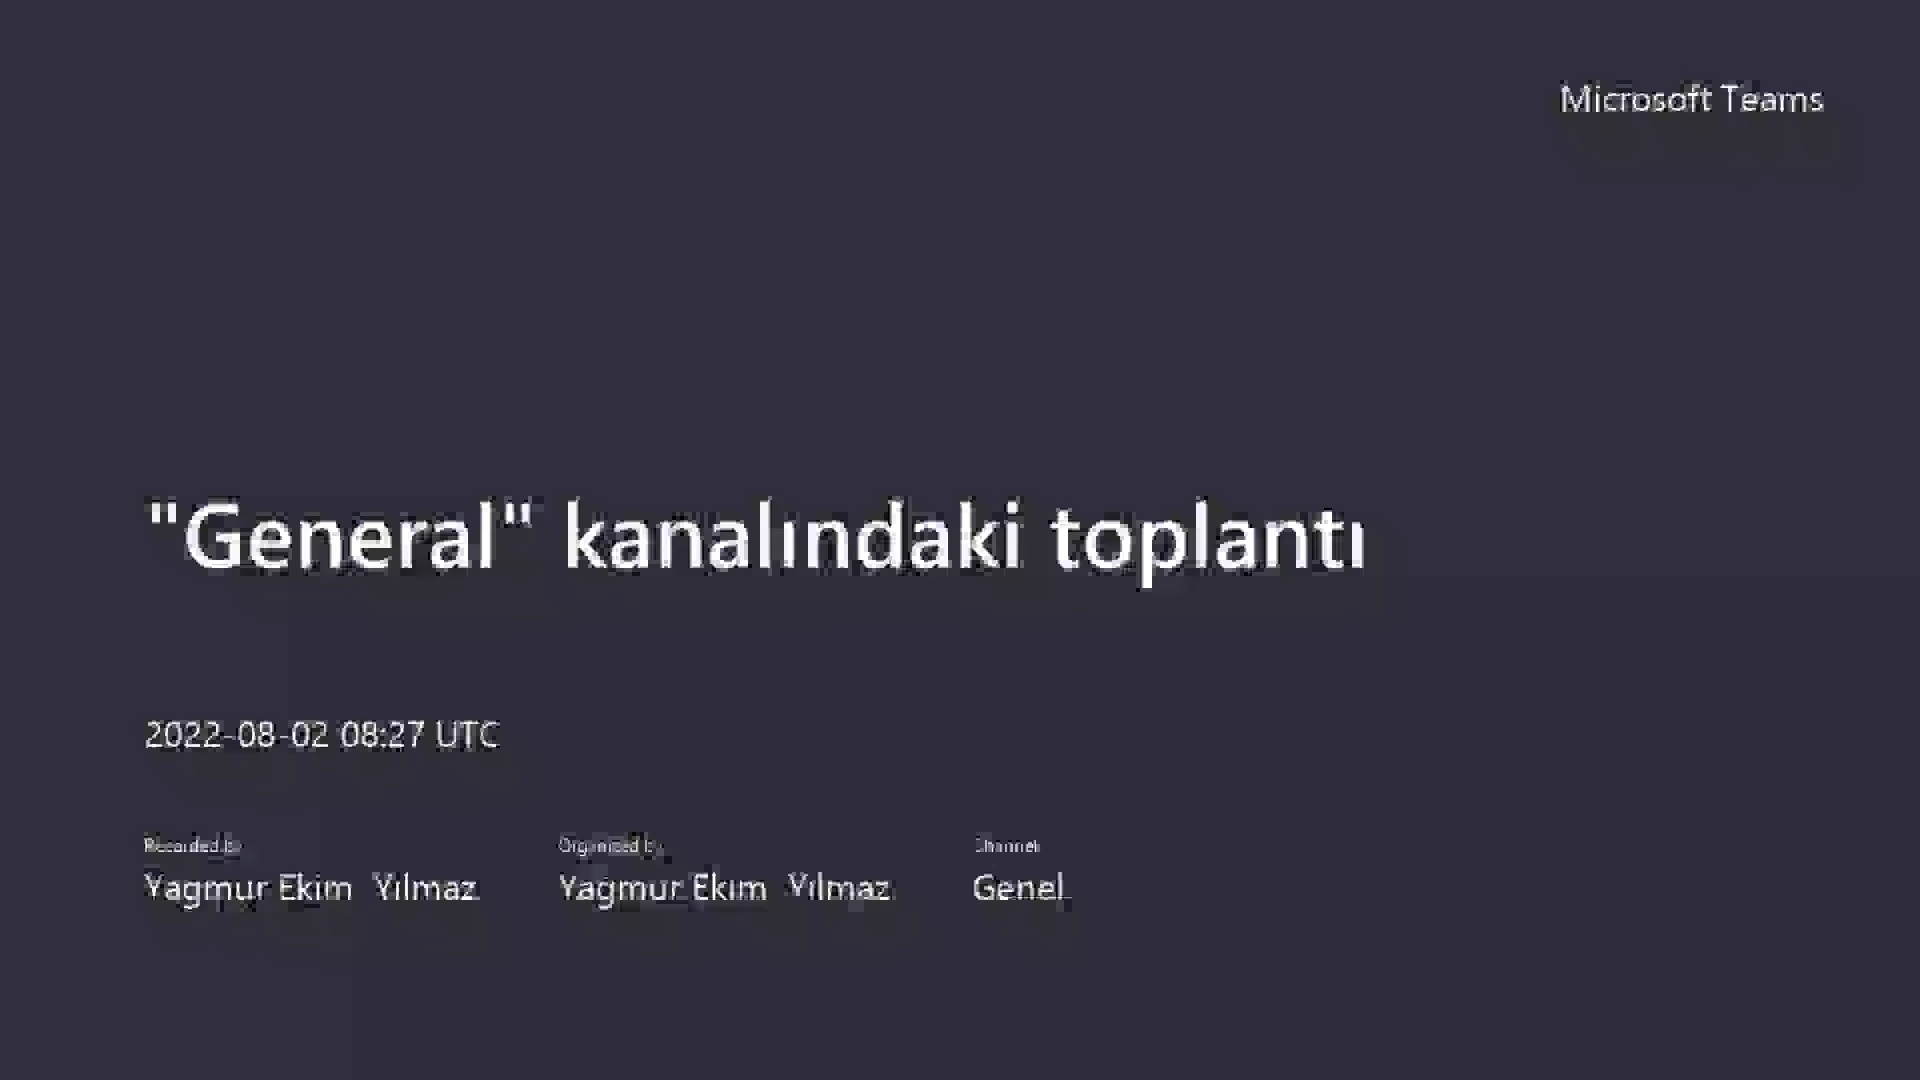 Microsoft Teams
"General" kanalındaki toplantı
2022-08-02 08:27 UTC
Recorded by Organized by Channel
Yagmur Ekim Yılmaz Yagmur Ekim Yılmaz Genel